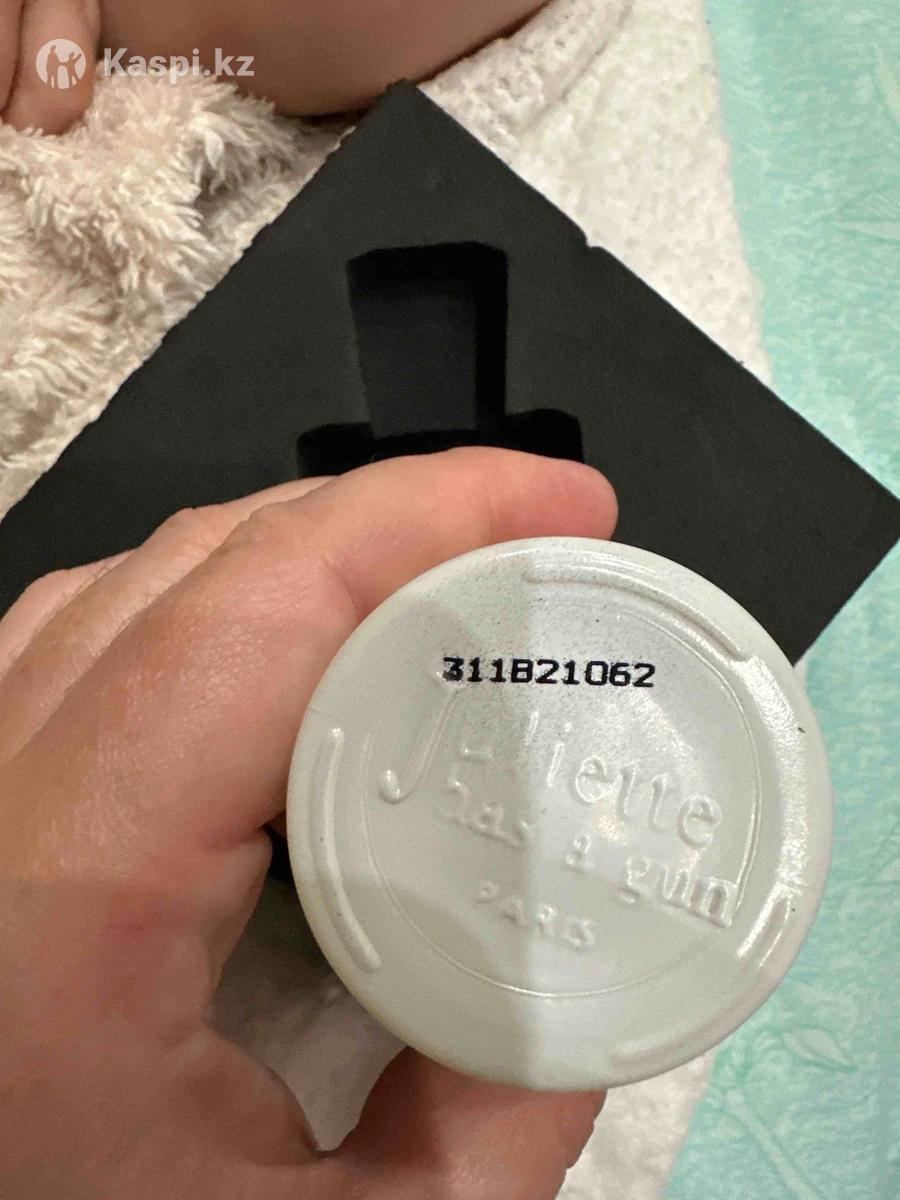 Kaspi.kz
311B21062
Juliette
has a gun
PARIS